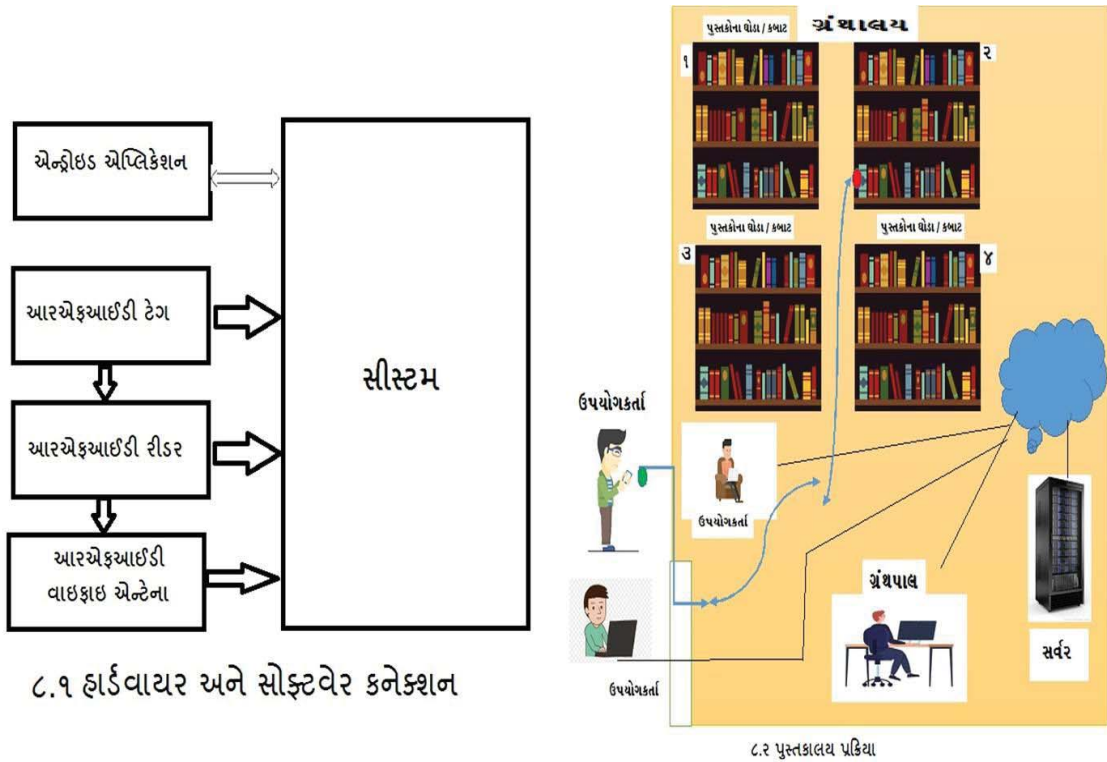 એન્ડ્રોઇડ એપ્લિકેશન
આરએફઆઈડી ટેગ
આરએફઆઈડી રીડર
આરએફઆઈડી
વાઇફાઇ એન્ટેના
સીસ્ટમ
૮.૧ હાર્ડવાયર અને સોફ્ટવેર કનેક્શન
પુસ્તકોના ઘોડા / કબાટ
ગ્રંથાલય
૧
૨
પુસ્તકોના ઘોડા / કબાટ
પુસ્તકોના ઘોડા / કબાટ
૩
૪
ઉપયોગકર્તા
ઉપયોગકર્તા
ગ્રંથપાલ
સર્વર
ઉપયોગકર્તા
૮.૨ પુસ્તકાલય પ્રક્રિયા